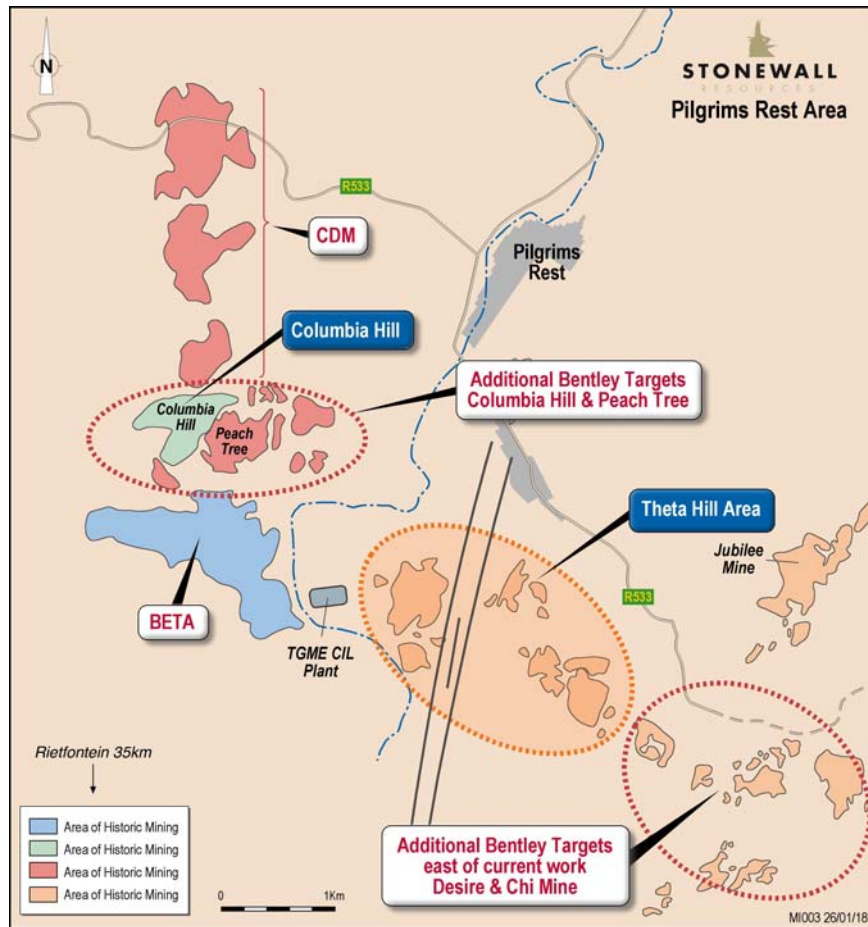 N
STONEWALL
RESOURCES
Pilgrims Rest Area
R533
CDM
Pilgrims
Rest
Columbia Hill
Additional Bentley Targets
Columbia Hill & Peach Tree
Columbia
Hill
Peach
Tree
Theta Hill Area
Jubilee
Mine
BETA
R533
TGME CIL
Plant
Rietfontein 35km
Additional Bentley Targets
east of current work
Desire & Chi Mine
Area of Historic Mining
Area of Historic Mining
Area of Historic Mining
Area of Historic Mining
0
1Km
MI003 26/01/18